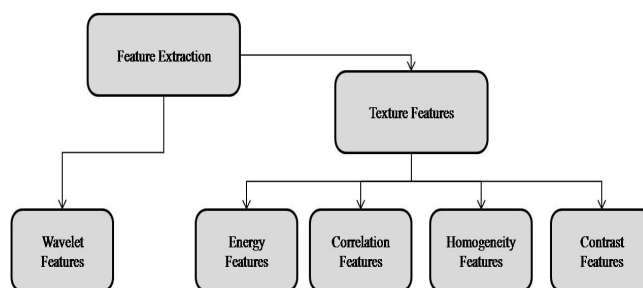 Feature Extraction
Texture Features
Wavelet
Features
Energy
Features
Correlation
Features
Homogeneity
Features
Contrast
Features